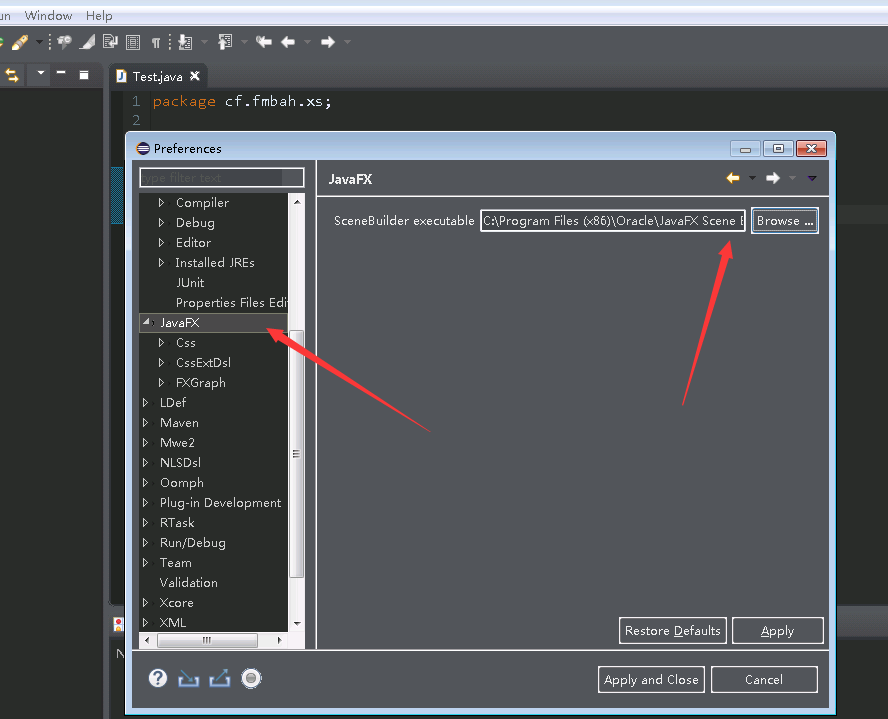 Window Help
Test.java
1 package cf.fmbah.xs;
2
Preferences
type filter text
JavaFX
Compiler
Debug
Editor
Installed JREs
JUnit
Properties Files Edi
JavaFX
Css
CssExtDsl
FXGraph
LDef
Maven
Mwe2
NLSDsl
Oomph
Plug-in Development
RTask
Run/Debug
Team
Validation
Xcore
XML
SceneBuilder executable C:\Program Files (x86)\Oracle\JavaFX Scene Browse ...
Restore Defaults Apply
Apply and Close Cancel